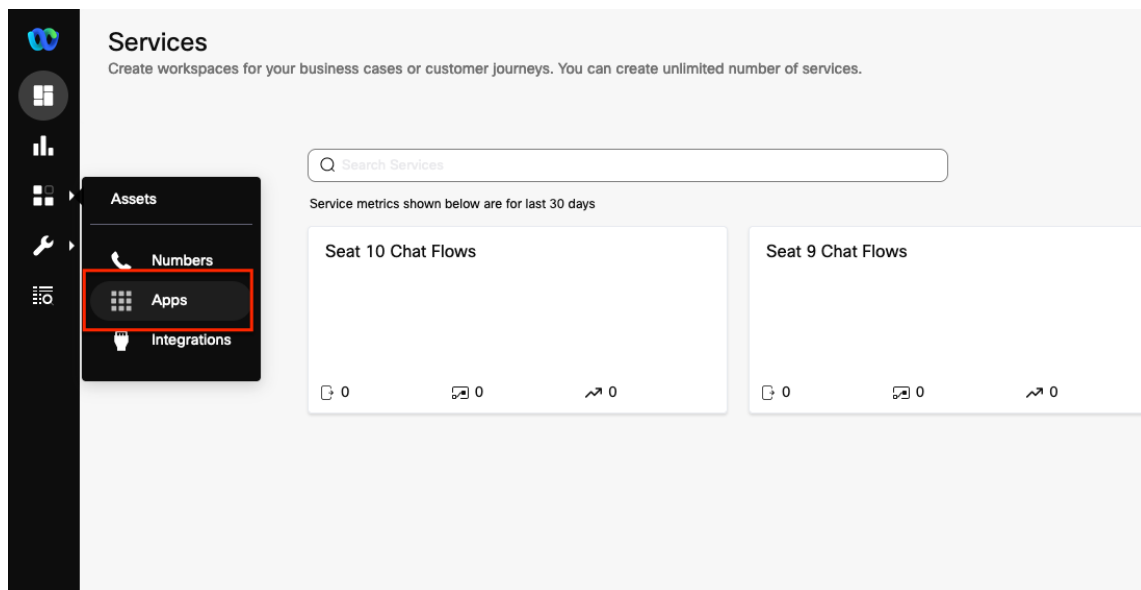 Services
Create workspaces for your business cases or customer journeys. You can create unlimited number of services.
Search Services
Assets
Service metrics shown below are for last 30 days
Numbers
Apps
Integrations
Seat 10 Chat Flows
0 0 0
Seat 9 Chat Flows
0 0 0